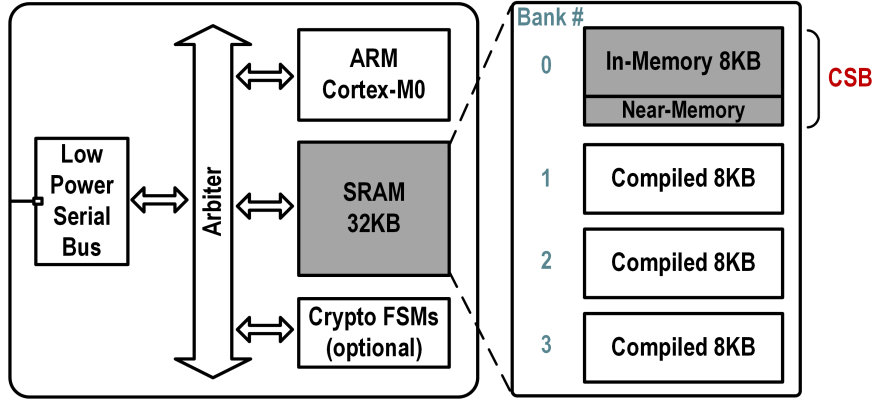 Low
Power
Serial
Bus
Arbiter
ARM
Cortex-M0
SRAM
32KB
Crypto FSMs
(optional)
Bank #
0
In-Memory 8KB
Near-Memory
CSB
1
Compiled 8KB
2
Compiled 8KB
3
Compiled 8KB